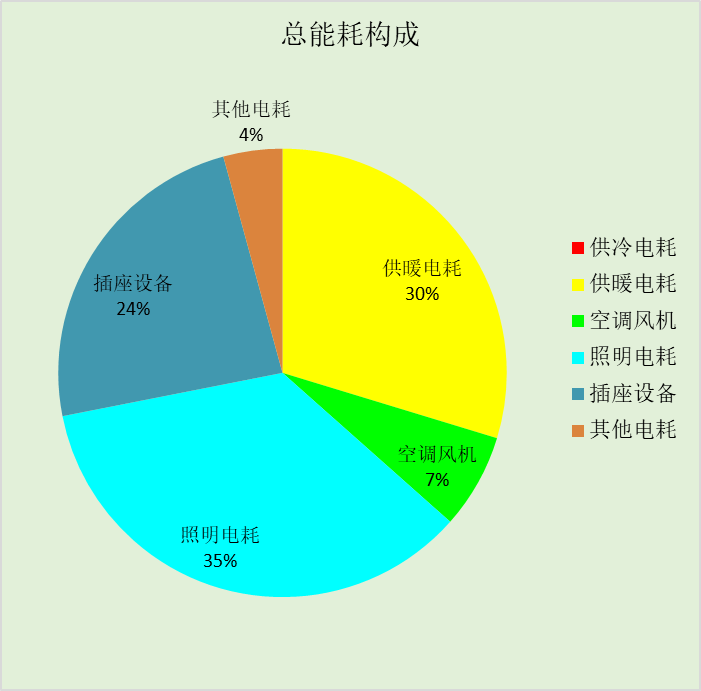 总能耗构成
其他电耗
4%
供暖电耗
30%
插座设备
24%
空调风机
7%
照明电耗
35%
供冷电耗
供暖电耗
空调风机
照明电耗
插座设备
其他电耗